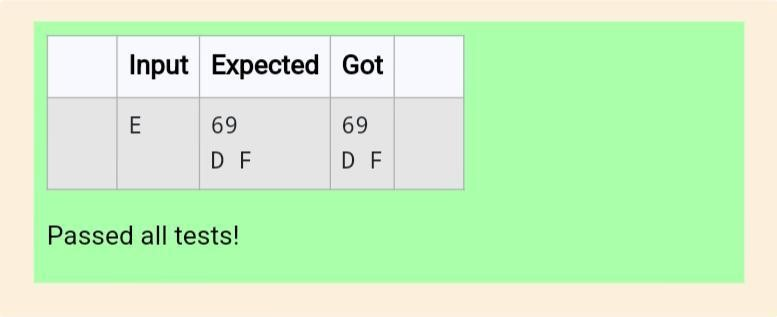 Input Expected Got
E 69 69
D F D F
Passed all tests!